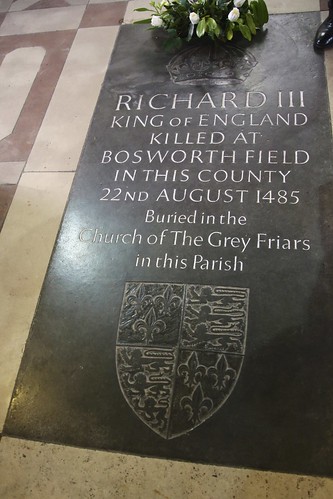 RICHARD III
KING OF ENGLAND
KILLED AT
BOSWORTH FIELD
IN THIS COUNTY
22ND AUGUST 1485
Buried in the
Church of The Grey Friars
in this Parish